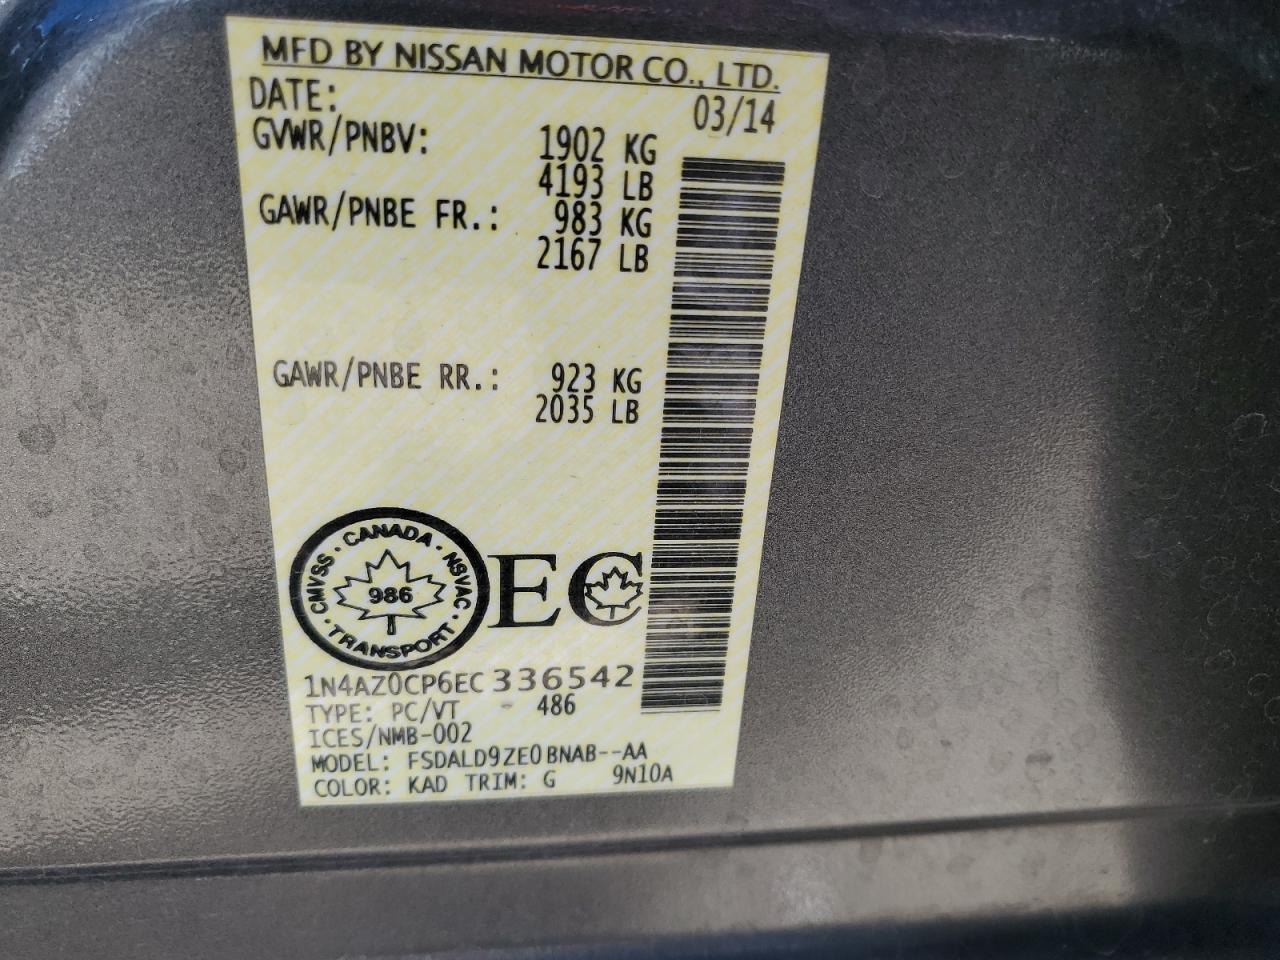 MFD BY NISSAN MOTOR CO., LTD.
DATE: 03/14
GVWR/PNBV: 1902 KG
4193 LB
GAWR/PNBE FR.: 983 KG
2167 LB
GAWR/PNBE RR.: 923 KG
2035 LB
· CANADA · NSVAC · TRANSPORT · CMVSS
986
EC
1N4AZ0CP6EC336542
TYPE: PC/VT - 486
ICES/NMB-002
MODEL: FSDALD9ZE0BNAB--AA
COLOR: KAD TRIM: G 9N10A